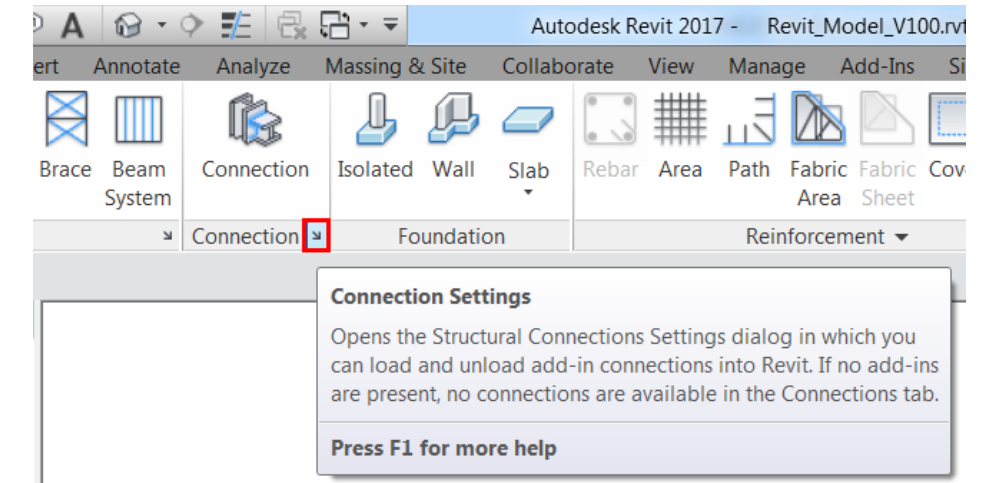 A
Autodesk Revit 2017 - Revit_Model_V100.rvt
Annotate Analyze Massing & Site Collaborate View Manage Add-Ins
Brace Beam System Connection Isolated Wall Slab Rebar Area Path Fabric Area Fabric Sheet
Connection Foundation Reinforcement
Connection Settings
Opens the Structural Connections Settings dialog in which you
can load and unload add-in connections into Revit. If no add-ins
are present, no connections are available in the Connections tab.
Press F1 for more help